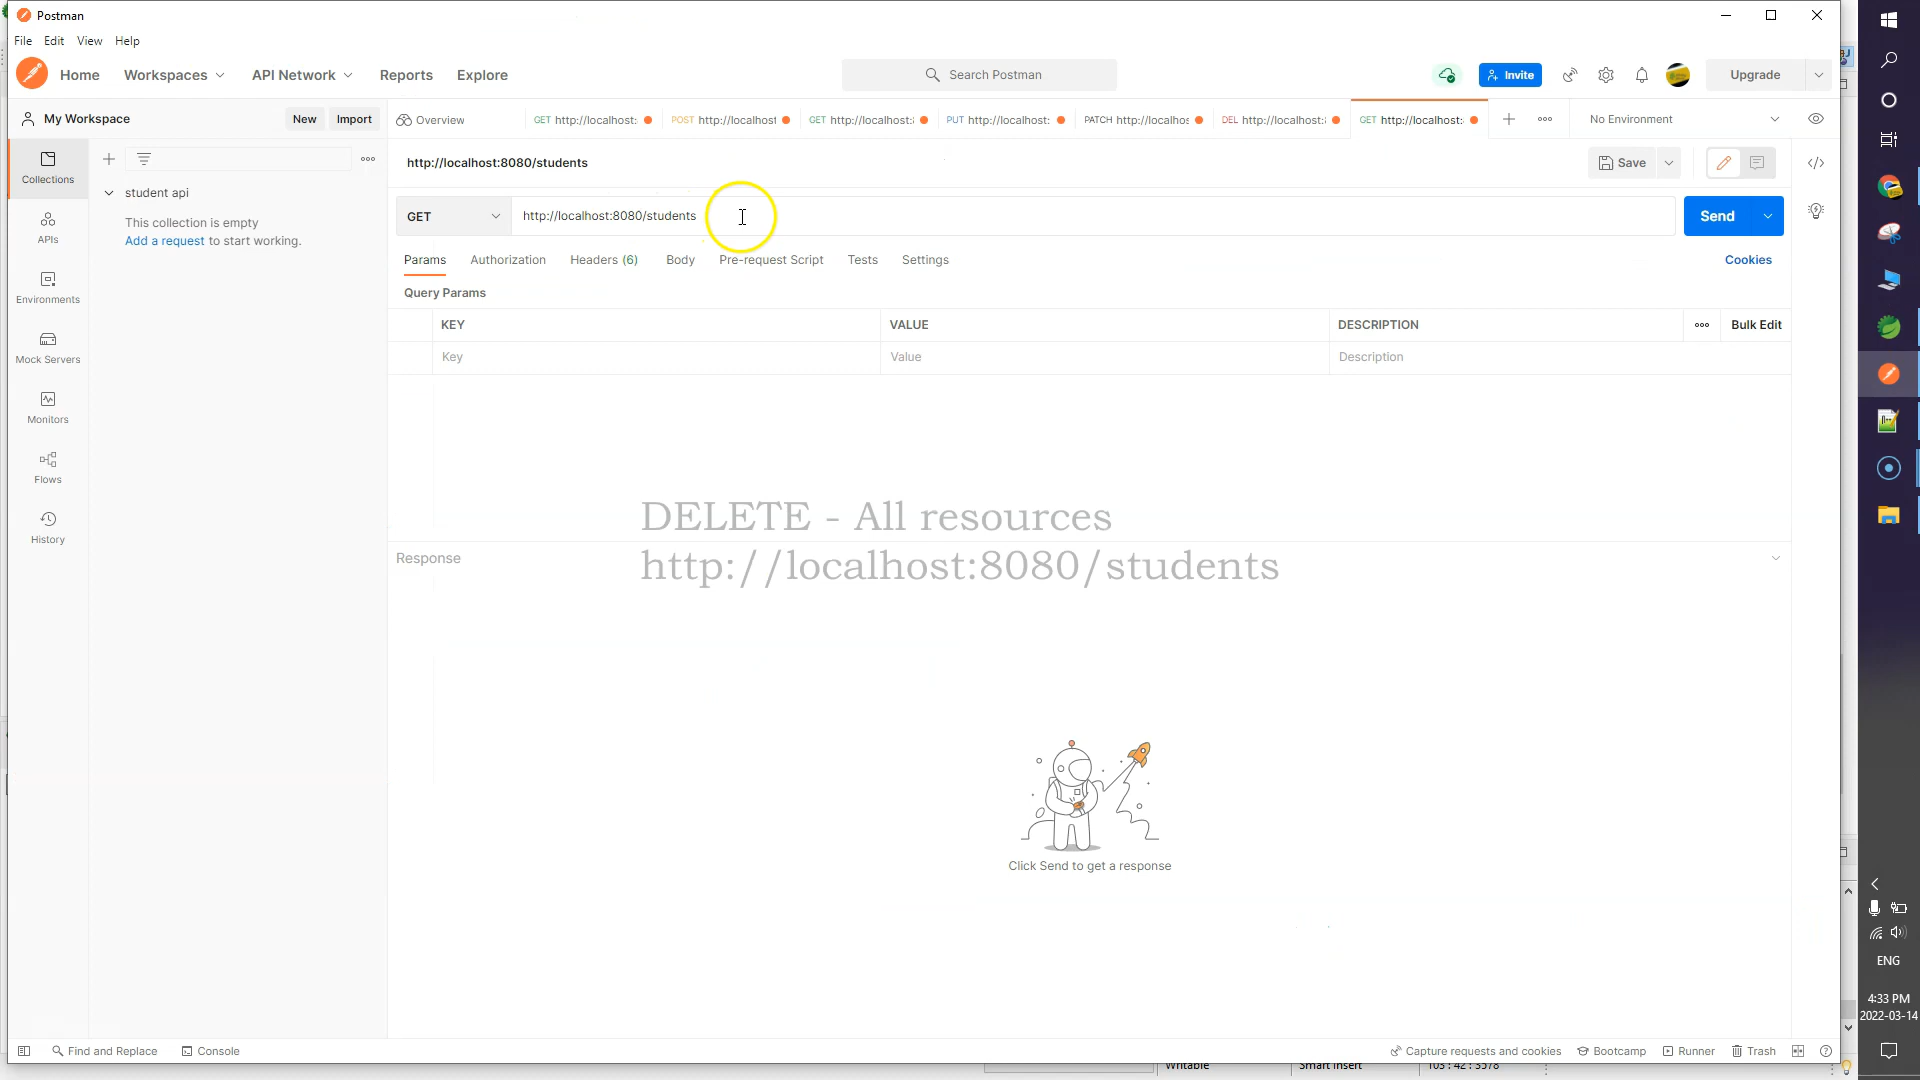 Postman
File Edit View Help
Home Workspaces API Network Reports Explore
Search Postman
Invite
Upgrade
My Workspace
New
Import
Overview
GET http://localhost:
POST http://localhost
GET http://localhost:
PUT http://localhost:
PATCH http://localhos
DEL http://localhost:
GET http://localhost:
No Environment
Collections
APIs
Environments
Mock Servers
Monitors
Flows
History
student api
This collection is empty
Add a request to start working.
http://localhost:8080/students
Save
GET
http://localhost:8080/students
Send
Params Authorization Headers (6) Body Pre-request Script Tests Settings
Cookies
Query Params
KEY VALUE DESCRIPTION
Bulk Edit
Key Value Description
DELETE - All resources
http://localhost:8080/students
Response
Click Send to get a response
Find and Replace
Console
Capture requests and cookies
Bootcamp
Runner
Trash
Writable
Smart Insert
103 : 42 : 3578
ENG
4:33 PM
2022-03-14